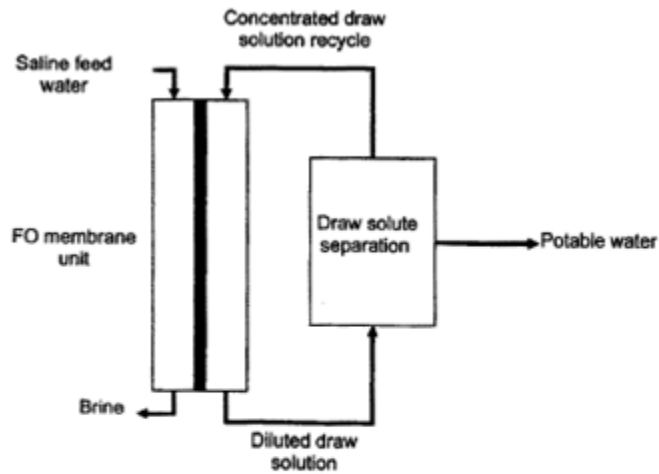 Concentrated draw
solution recycle
Saline feed
water
FO membrane
unit
Draw solute
separation
Potable water
Brine
Diluted draw
solution